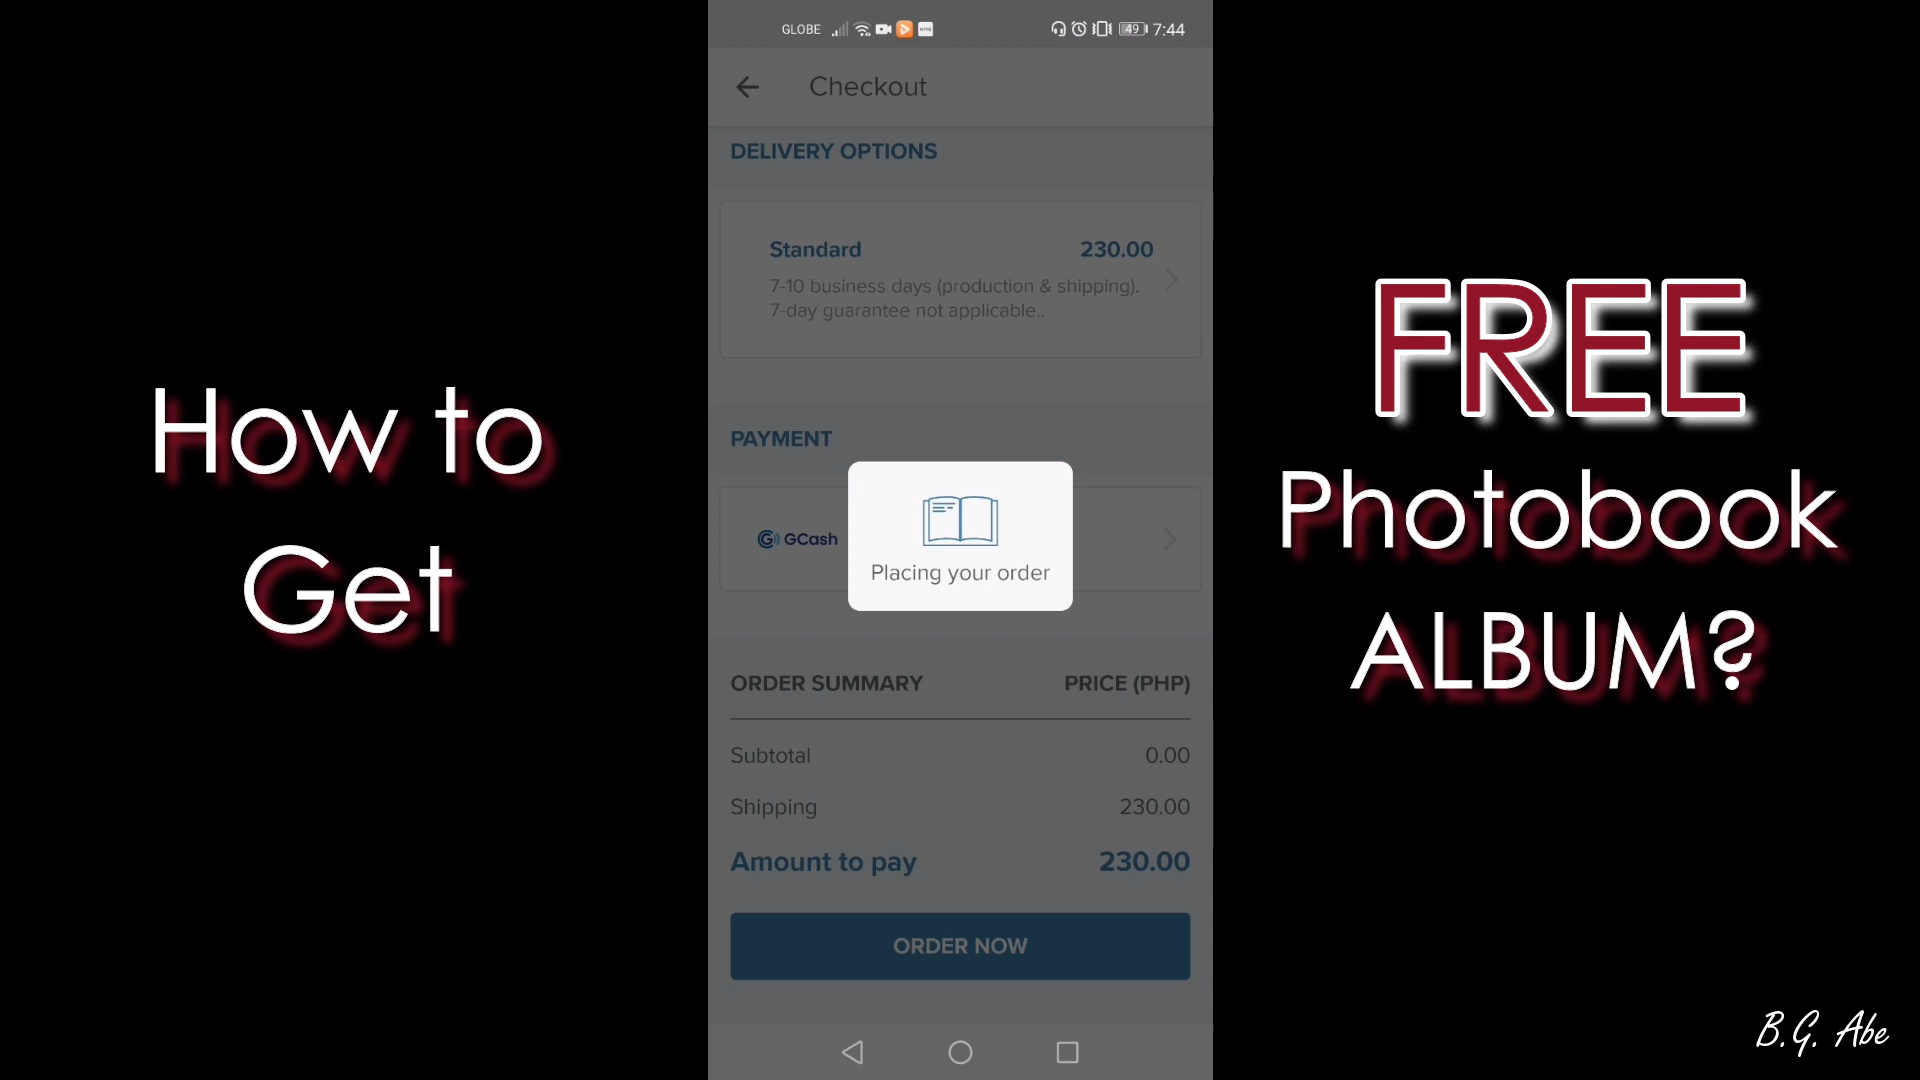 How to
Get
GLOBE 49 7:44
Checkout
DELIVERY OPTIONS
Standard 230.00
7-10 business days (production & shipping).
7-day guarantee not applicable..
PAYMENT
GCash
Placing your order
ORDER SUMMARY PRICE (PHP)
Subtotal 0.00
Shipping 230.00
Amount to pay 230.00
ORDER NOW
FREE
Photobook
ALBUM?
B.G. Abe